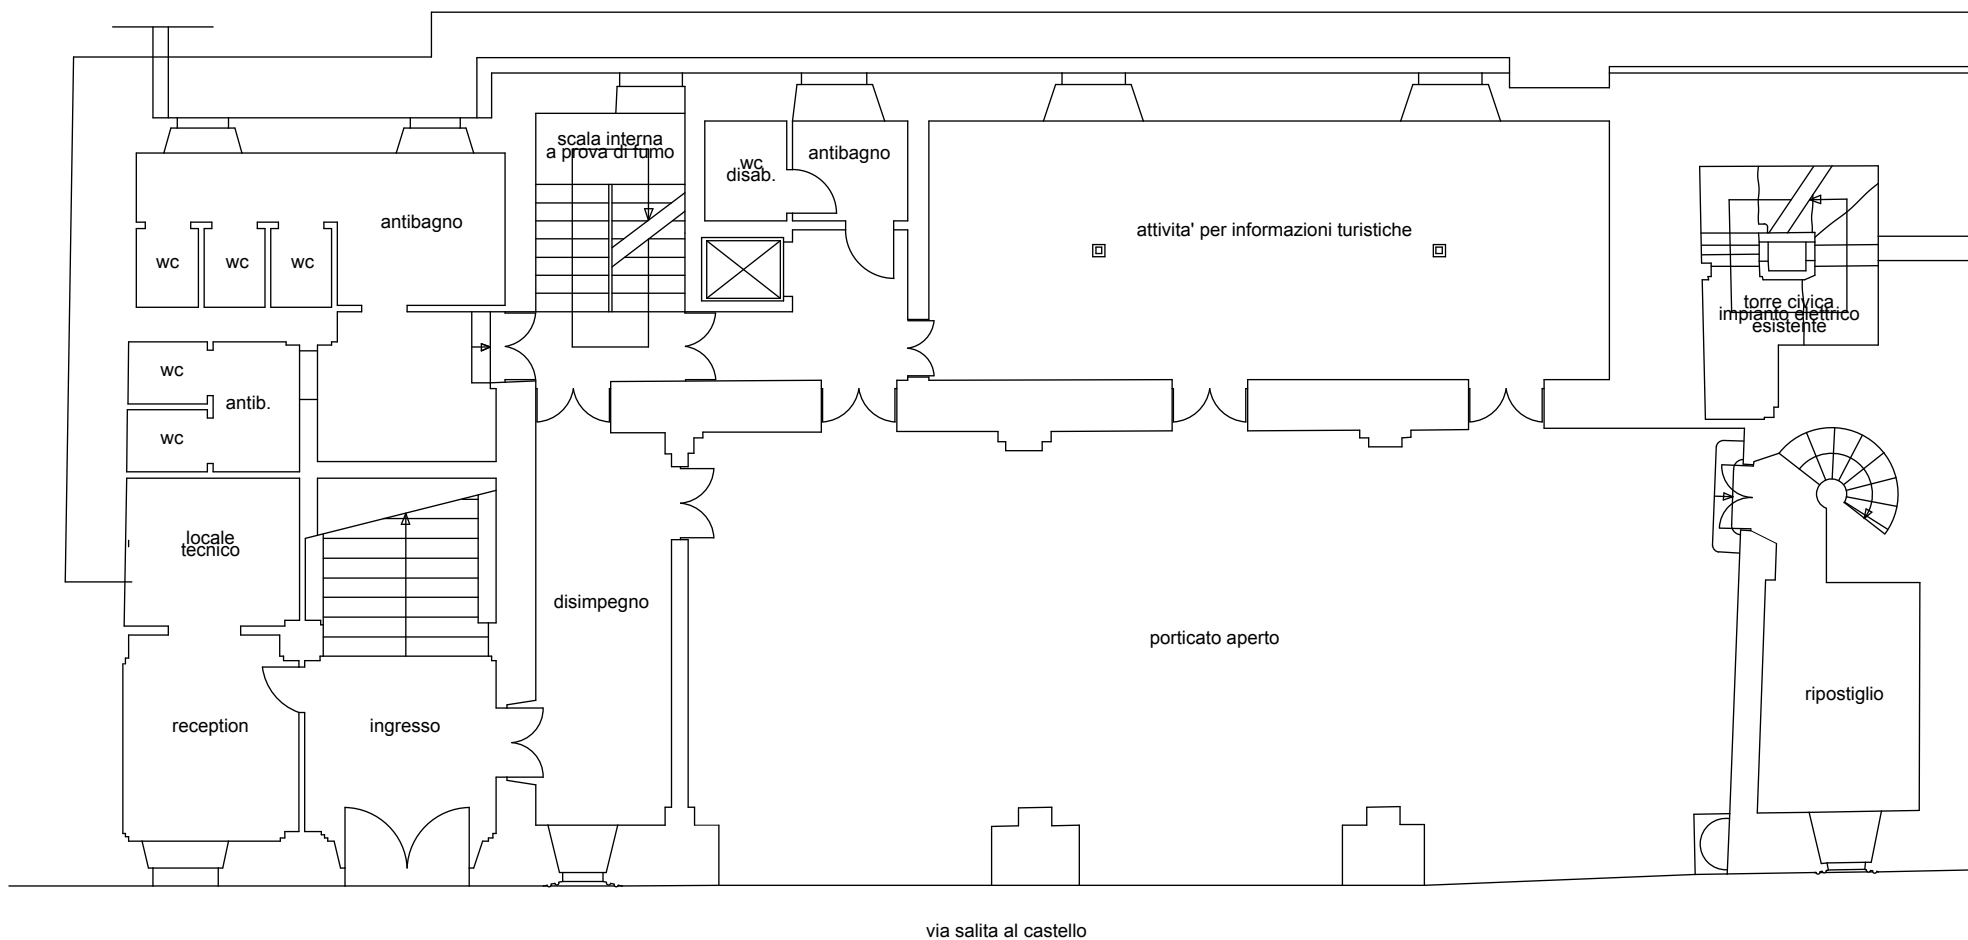 scala interna
a prova di fumo
wc
disab.
antibagno
antibagno
attivita' per informazioni turistiche
wc
wc
wc
torre civica
impianto elettrico
esistente
wc
antib.
wc
locale
tecnico
disimpegno
porticato aperto
reception
ingresso
ripostiglio
via salita al castello